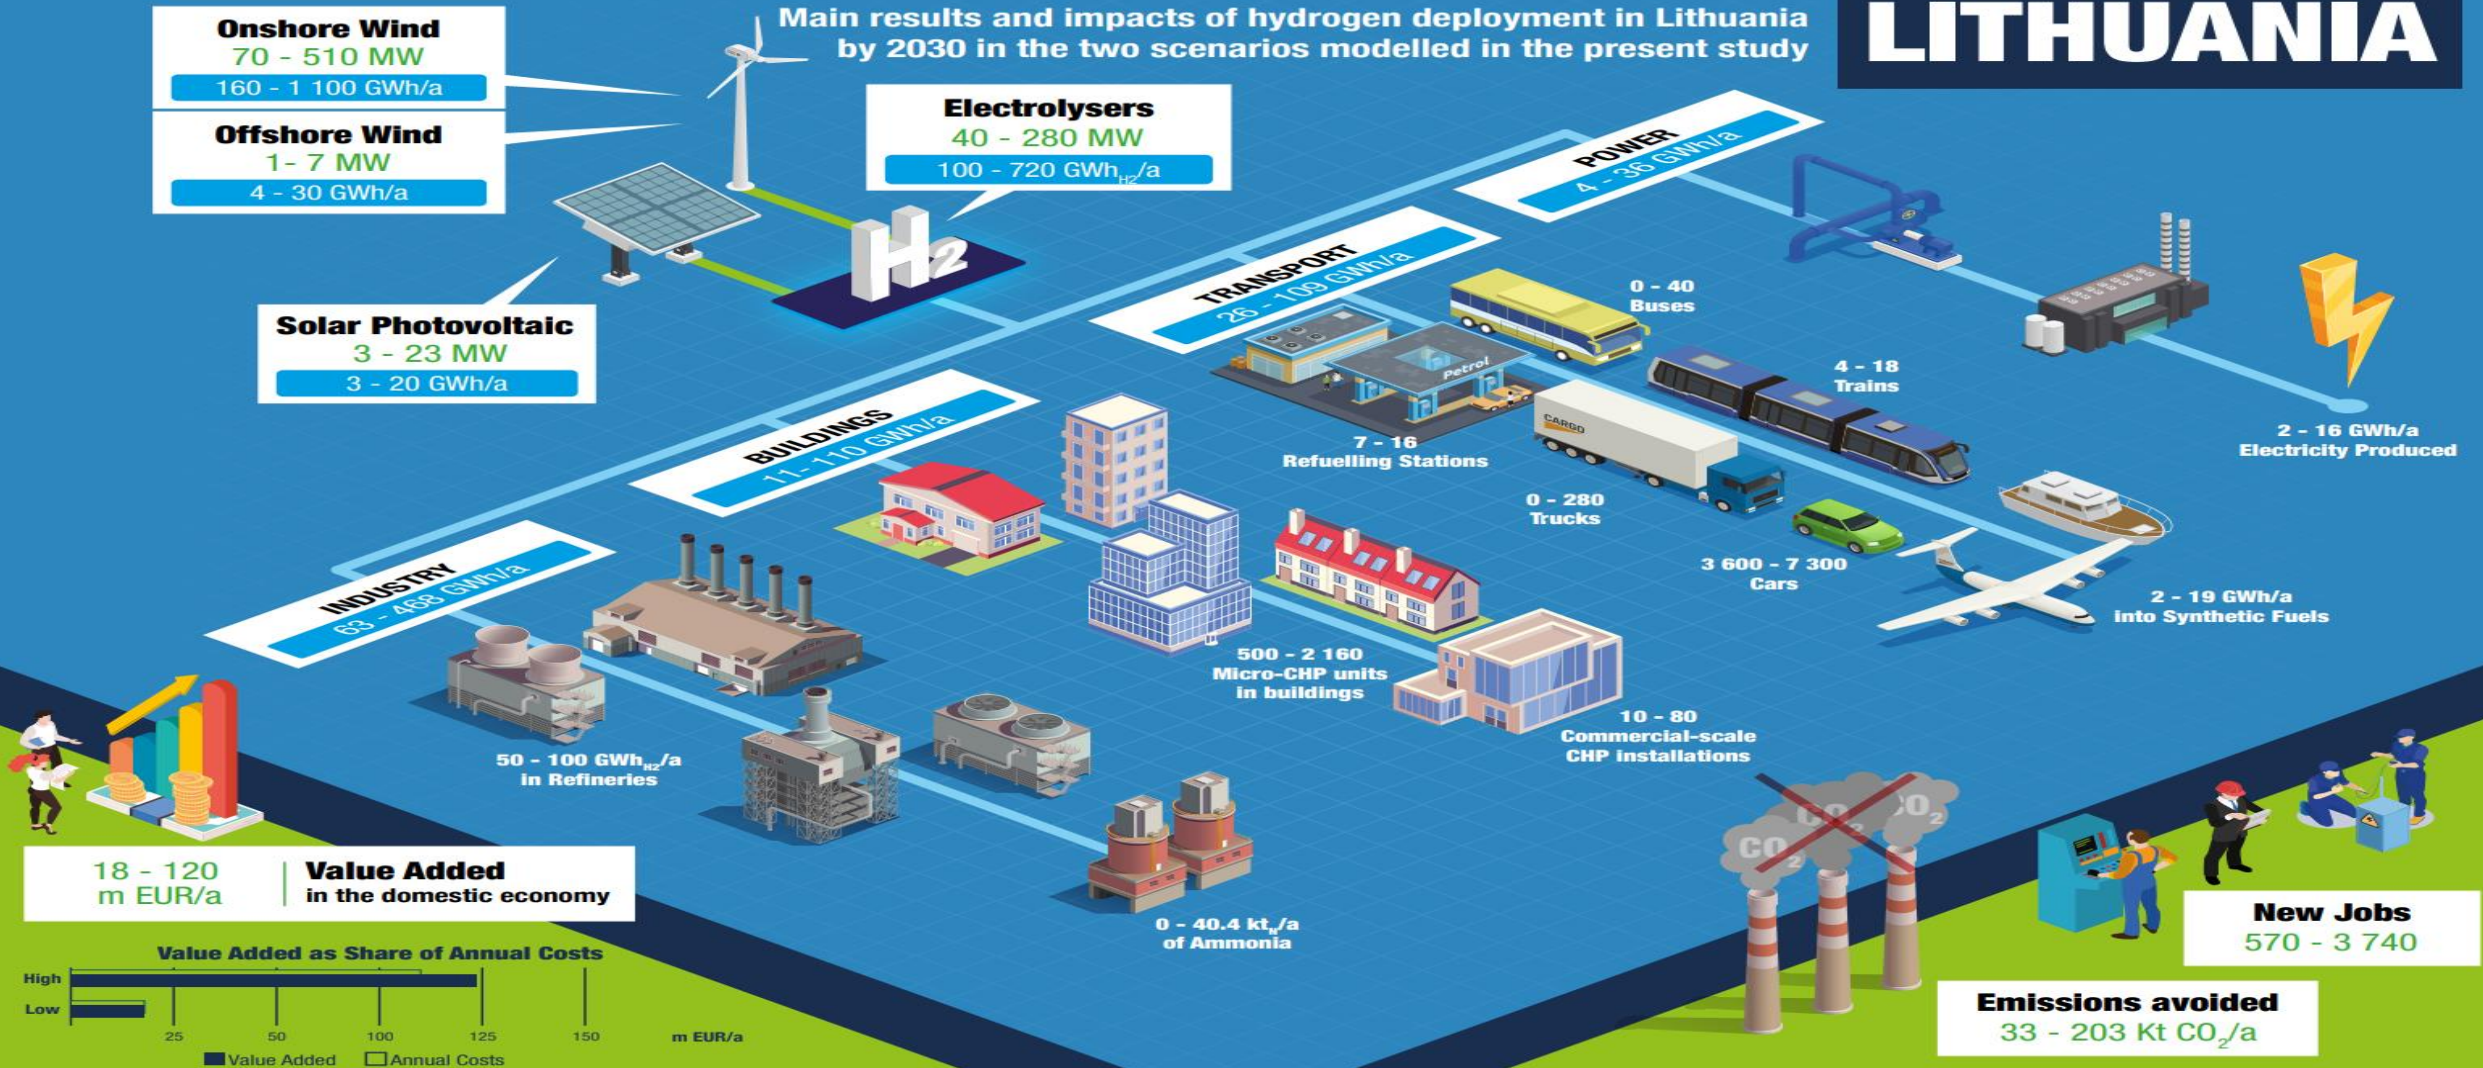 Main results and impacts of hydrogen deployment in Lithuania
by 2030 in the two scenarios modelled in the present study
LITHUANIA
Onshore Wind
70 - 510 MW
160 - 1 100 GWh/a
Offshore Wind
1- 7 MW
4 - 30 GWh/a
Solar Photovoltaic
3 - 23 MW
3 - 20 GWh/a
Electrolysers
40 - 280 MW
100 - 720 GWhH2/a
H2
POWER
4 - 36 GWh/a
2 - 16 GWh/a
Electricity Produced
TRANSPORT
26 - 109 GWh/a
Petrol
7 - 16
Refuelling Stations
0 - 40
Buses
4 - 18
Trains
CARGO
0 - 280
Trucks
3 600 - 7 300
Cars
2 - 19 GWh/a
into Synthetic Fuels
BUILDINGS
11- 110 GWh/a
500 - 2 160
Micro-CHP units
in buildings
10 - 80
Commercial-scale
CHP installations
INDUSTRY
63 - 468 GWh/a
50 - 100 GWhH2/a
in Refineries
0 - 40.4 ktN/a
of Ammonia
18 - 120
m EUR/a
Value Added
in the domestic economy
Value Added as Share of Annual Costs
High
Low
25 50 100 125 150 m EUR/a
Value Added Annual Costs
CO2 CO2 CO2
New Jobs
570 - 3 740
Emissions avoided
33 - 203 Kt CO2/a